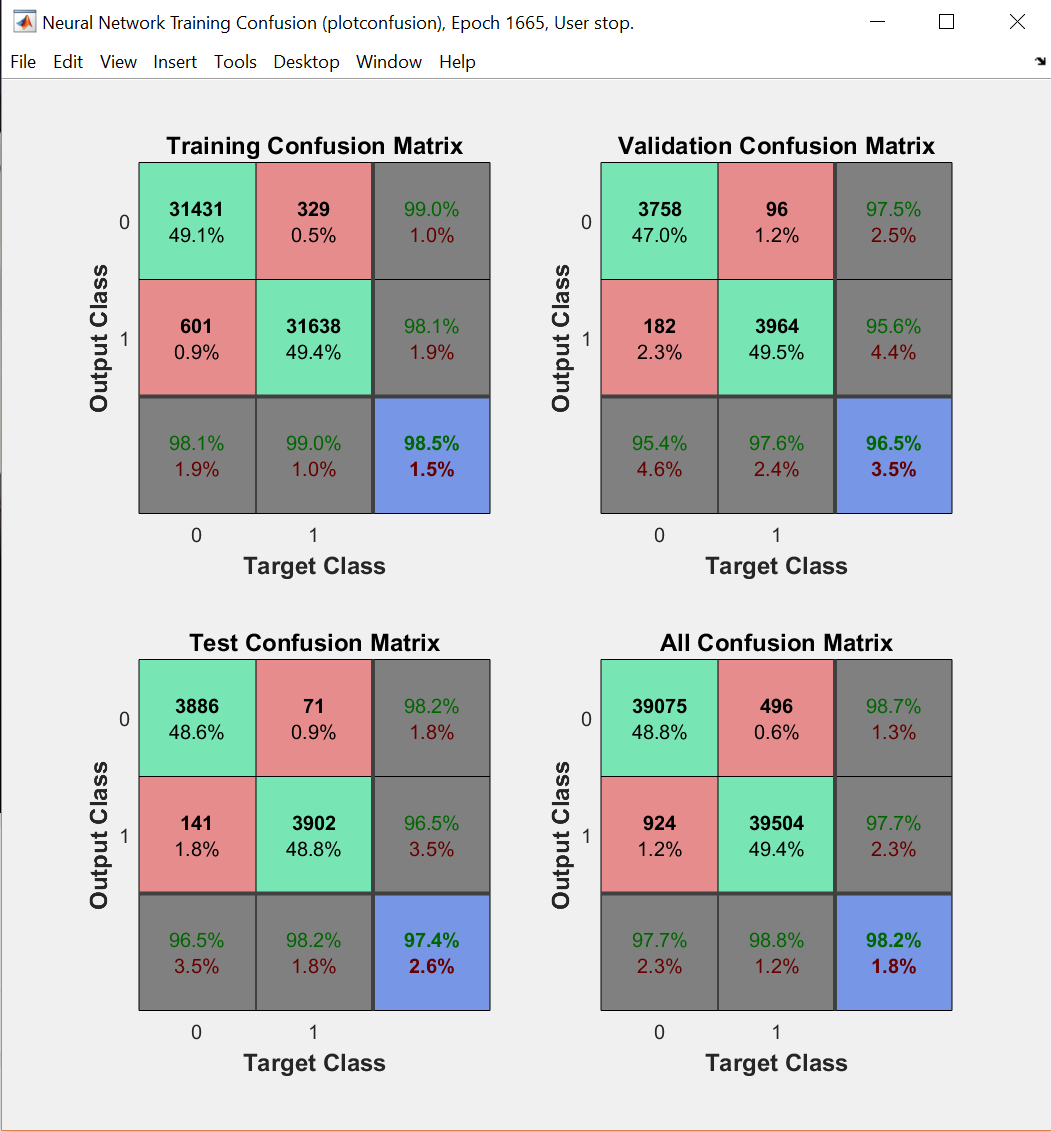 Neural Network Training Confusion (plotconfusion), Epoch 1665, User stop.
File Edit View Insert Tools Desktop Window Help
Training Confusion Matrix
31431 329 99.0%
0
49.1% 0.5% 1.0%
601 31638 98.1%
1
0.9% 49.4% 1.9%
98.1% 99.0% 98.5%
1.9% 1.0% 1.5%
0 1
Target Class
Output Class
Validation Confusion Matrix
3758 96 97.5%
0
47.0% 1.2% 2.5%
182 3964 95.6%
1
2.3% 49.5% 4.4%
95.4% 97.6% 96.5%
4.6% 2.4% 3.5%
0 1
Target Class
Output Class
Test Confusion Matrix
3886 71 98.2%
0
48.6% 0.9% 1.8%
141 3902 96.5%
1
1.8% 48.8% 3.5%
96.5% 98.2% 97.4%
3.5% 1.8% 2.6%
0 1
Target Class
Output Class
All Confusion Matrix
39075 496 98.7%
0
48.8% 0.6% 1.3%
924 39504 97.7%
1
1.2% 49.4% 2.3%
97.7% 98.8% 98.2%
2.3% 1.2% 1.8%
0 1
Target Class
Output Class